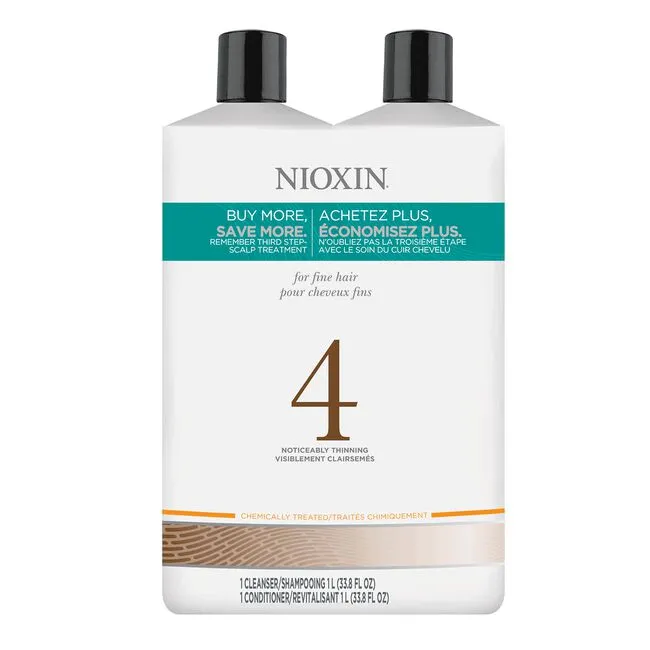 NIOXIN.
BUY MORE,
SAVE MORE.
REMEMBER THIRD STEP-
SCALP TREATMENT
ACHETEZ PLUS,
ÉCONOMISEZ PLUS.
N'OUBLIEZ PAS LA TROISIÈME ÉTAPE
AVEC LE SOIN DU CUIR CHEVELU
for fine hair
pour cheveux fins
4
NOTICEABLY THINNING
VISIBLEMENT CLAIRSEMÉS
CHEMICALLY TREATED/TRAITÉS CHIMIQUEMENT
1 CLEANSER/SHAMPOOING 1 L (33.8 FL OZ)
1 CONDITIONER/REVITALISANT 1 L (33.8 FL OZ)